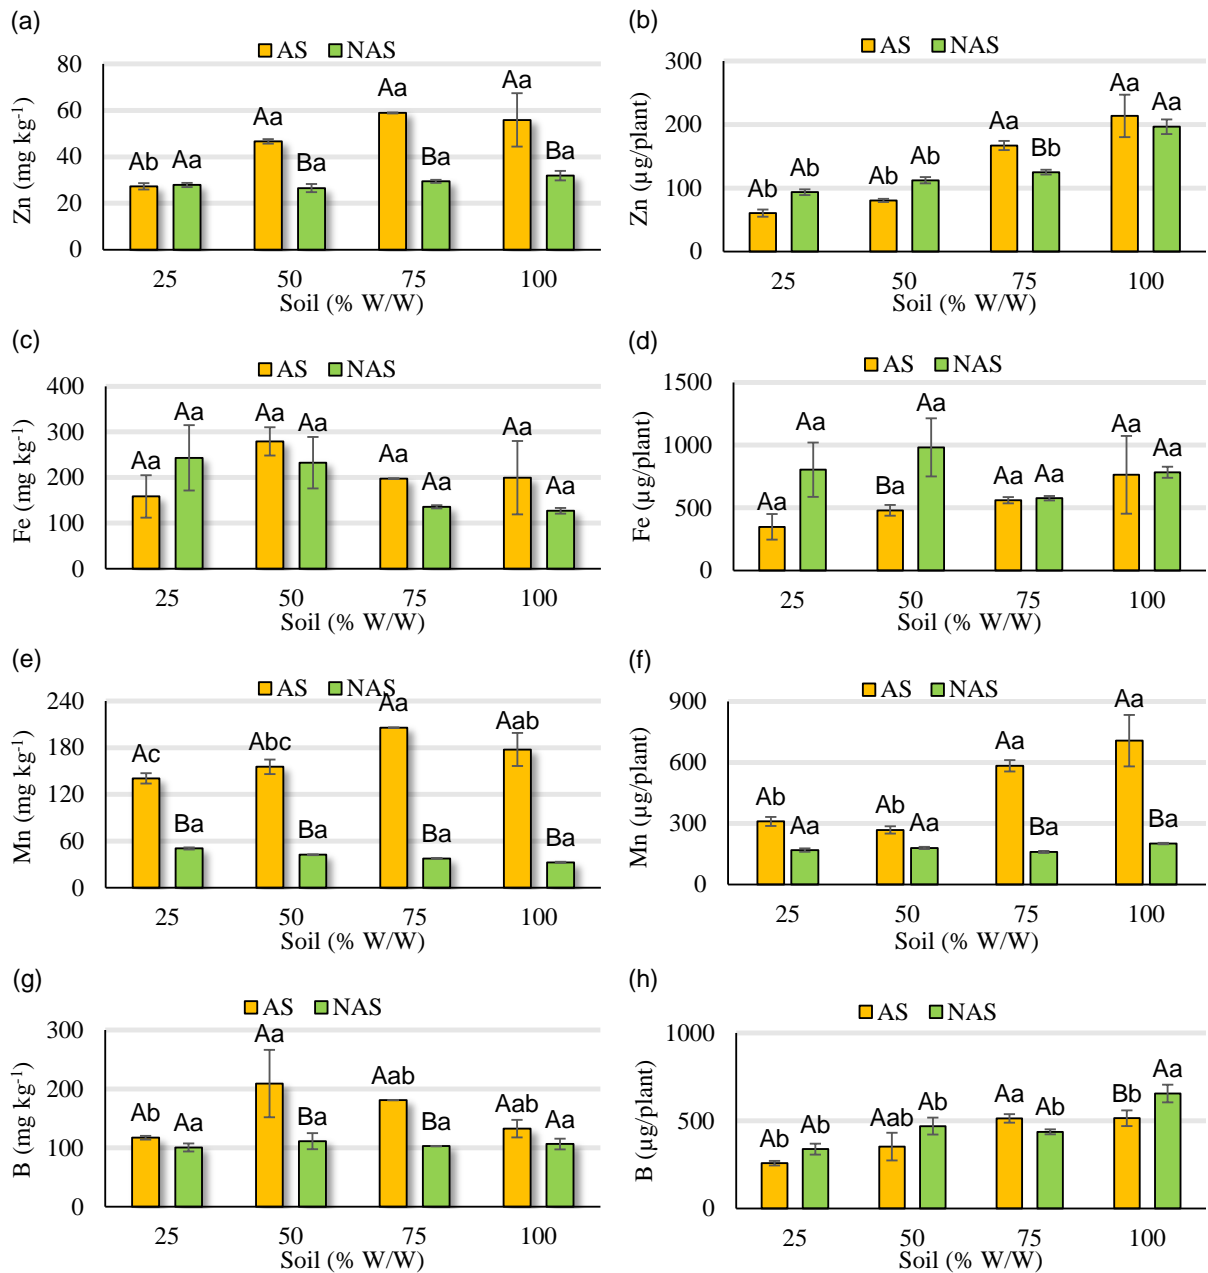 (a)
AS NAS
Zn (mg kg-1)
80
60
40
20
0
Ab Aa Aa Ba Aa Ba Aa Ba
25 50 75 100
Soil (% W/W)
(b)
AS NAS
Zn (µg/plant)
300
200
100
0
Ab Ab Ab Ab Aa Bb Aa Aa
25 50 75 100
Soil (% W/W)
(c)
AS NAS
Fe (mg kg-1)
400
300
200
100
0
Aa Aa Aa Aa Aa Aa Aa Aa
25 50 75 100
Soil (% W/W)
(d)
AS NAS
Fe (µg/plant)
1500
1000
500
0
Aa Aa Ba Aa Aa Aa Aa Aa
25 50 75 100
Soil (% W/W)
(e)
AS NAS
Mn (mg kg-1)
240
180
120
60
0
Ac Ba Abc Ba Aa Ba Aab Ba
25 50 75 100
Soil (% W/W)
(f)
AS NAS
Mn (µg/plant)
900
600
300
0
Ab Aa Ab Aa Aa Ba Aa Ba
25 50 75 100
Soil (% W/W)
(g)
AS NAS
B (mg kg-1)
300
200
100
0
Ab Aa Aa Ba Aab Ba Aab Aa
25 50 75 100
Soil (% W/W)
(h)
AS NAS
B (µg/plant)
1000
500
0
Ab Ab Aab Ab Aa Ab Bb Aa
25 50 75 100
Soil (% W/W)